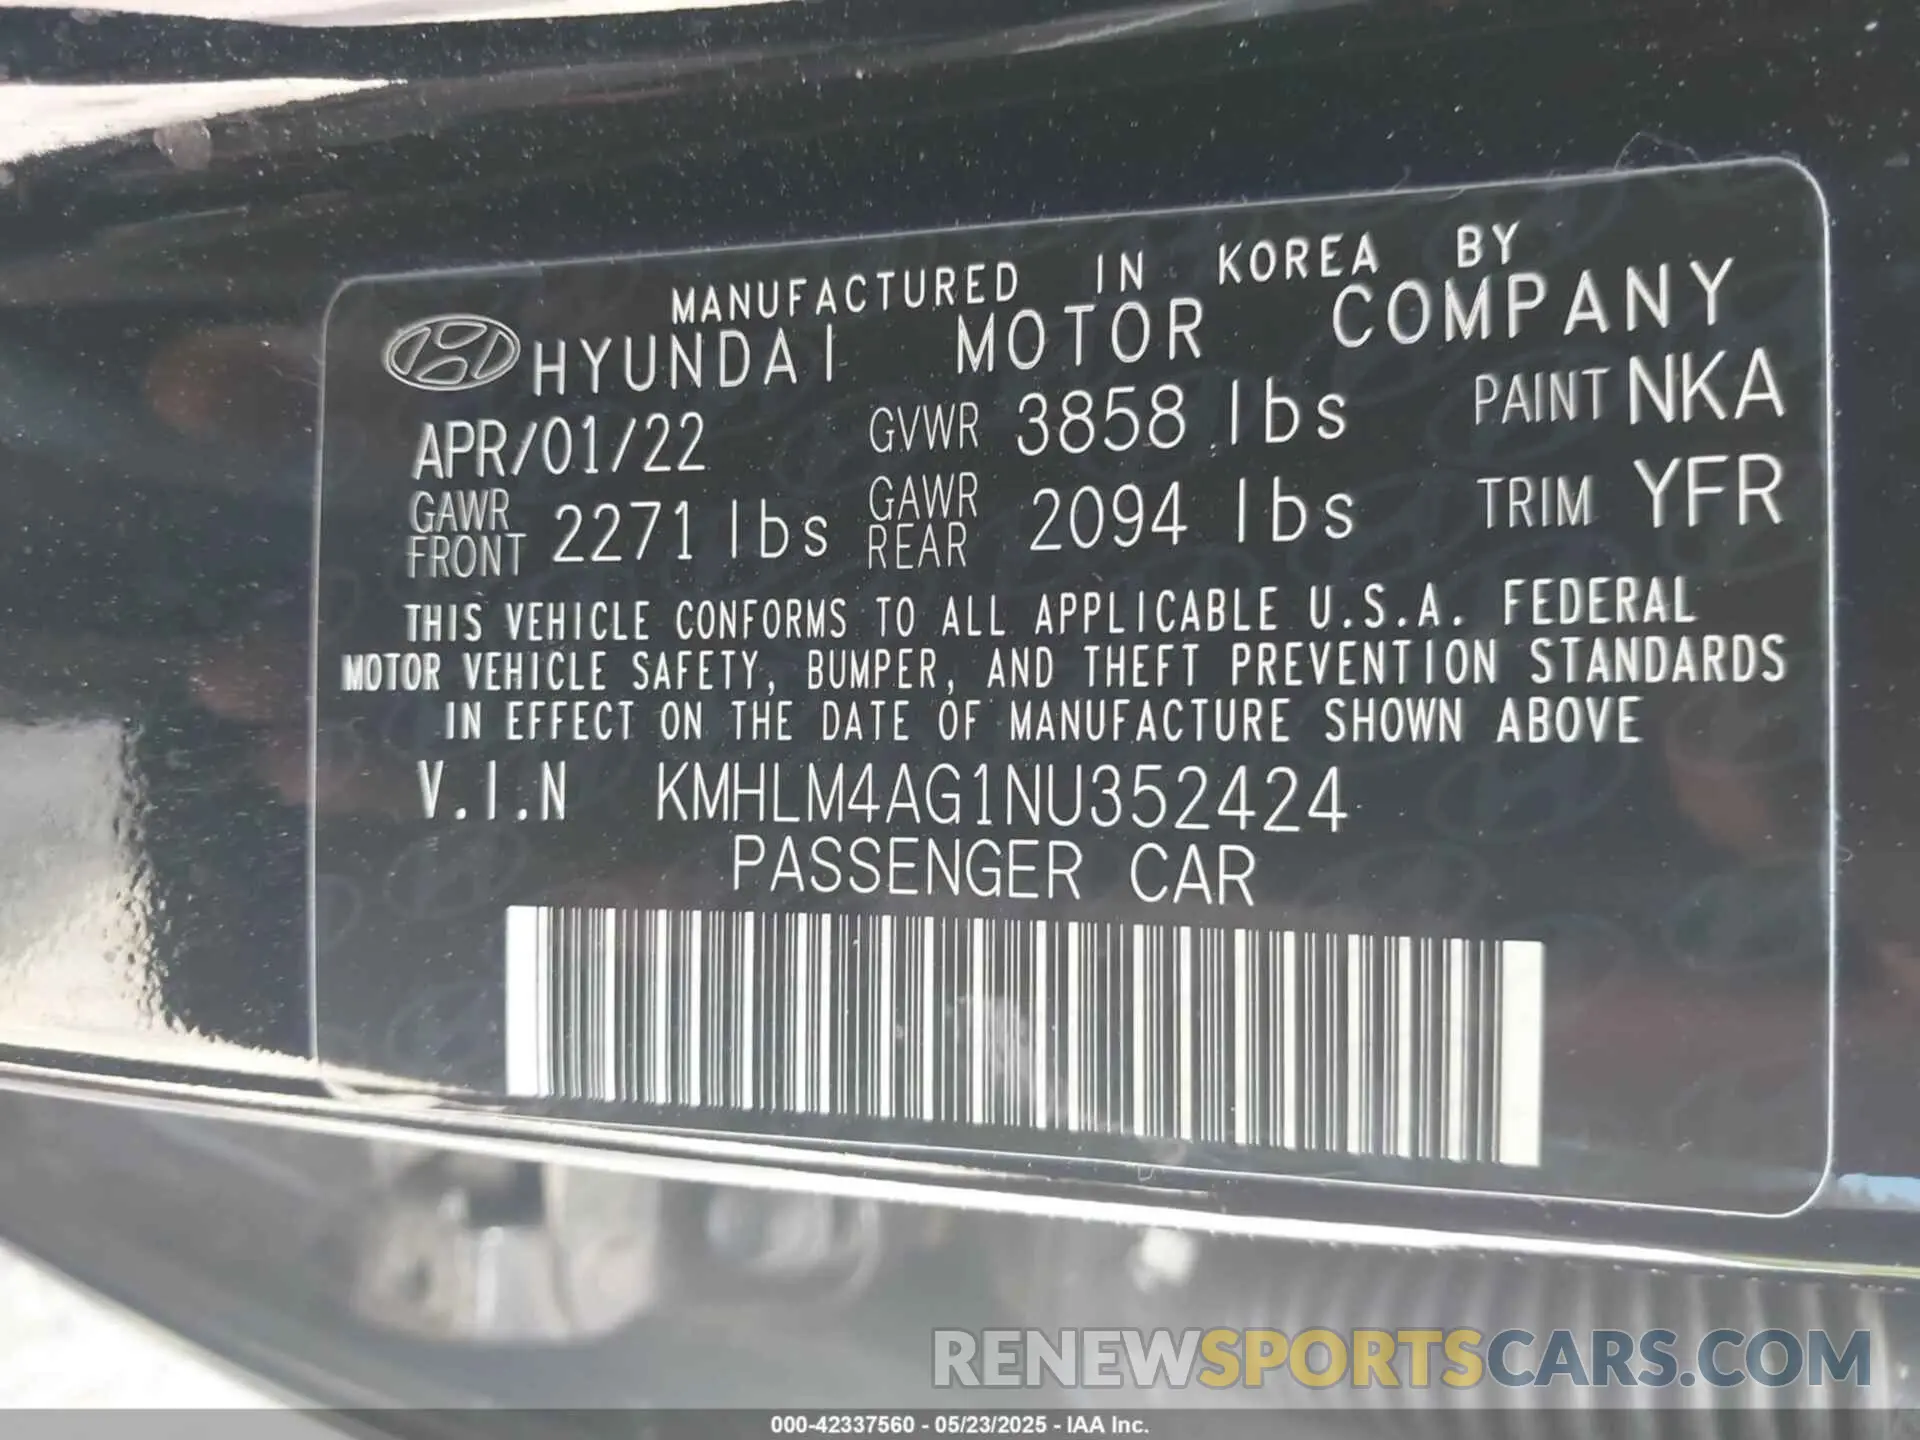 MANUFACTURED IN KOREA BY
HYUNDAI MOTOR COMPANY
APR/01/22 GVWR 3858 lbs PAINT NKA
GAWR FRONT 2271 lbs GAWR REAR 2094 lbs TRIM YFR
THIS VEHICLE CONFORMS TO ALL APPLICABLE U.S.A. FEDERAL
MOTOR VEHICLE SAFETY, BUMPER, AND THEFT PREVENTION STANDARDS
IN EFFECT ON THE DATE OF MANUFACTURE SHOWN ABOVE
V.I.N KMHLM4AG1NU352424
PASSENGER CAR
RENEWSPORTSCARS.COM
000-42337560 - 05/23/2025 - IAA Inc.